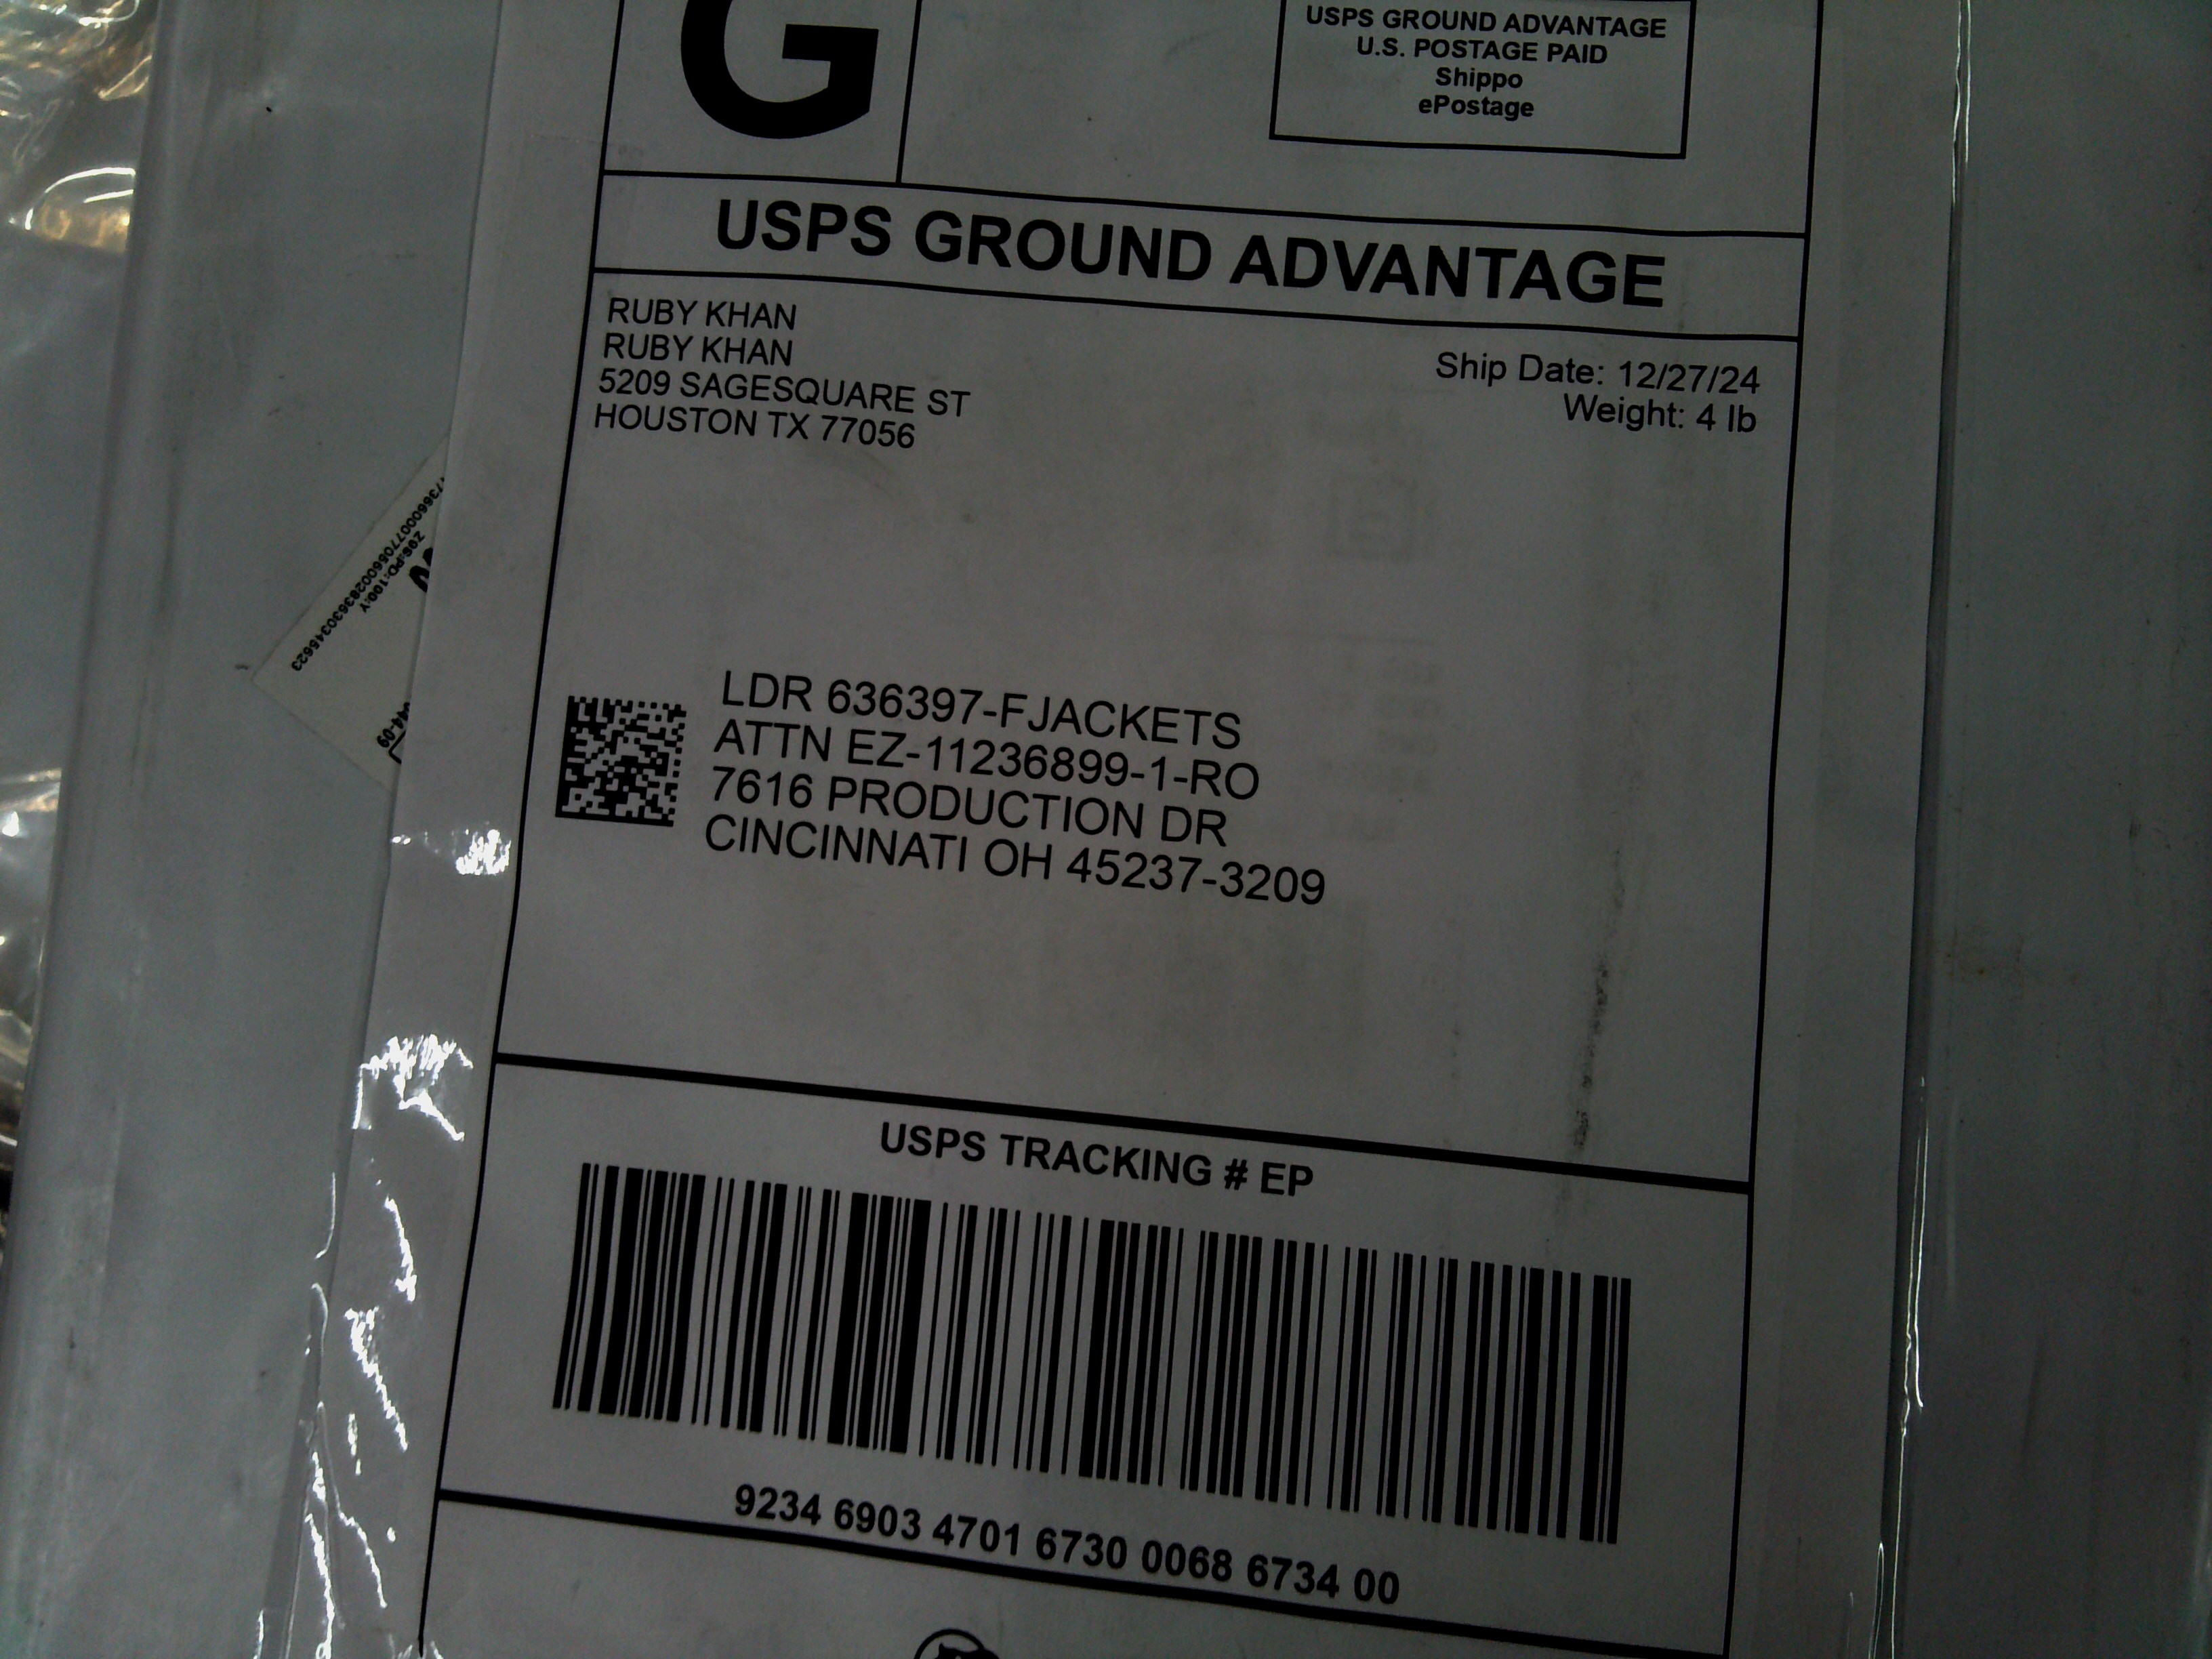 G
USPS GROUND ADVANTAGE
U.S. POSTAGE PAID
Shippo
ePostage
USPS GROUND ADVANTAGE
RUBY KHAN
RUBY KHAN
5209 SAGESQUARE ST
HOUSTON TX 77056
Ship Date: 12/27/24
Weight: 4 lb
LDR 636397-FJACKETS
ATTN EZ-11236899-1-RO
7616 PRODUCTION DR
CINCINNATI OH 45237-3209
USPS TRACKING # EP
9234 6903 4701 6730 0068 6734 00